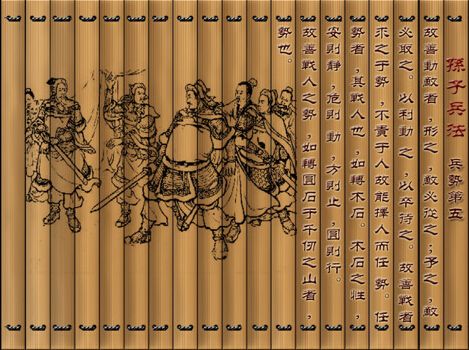 孫子兵法 兵勢第五
故善動敵者，形之，敵必從之；予之，敵
必取之。以利動之，以卒待之。故善戰者
求之于勢，不責于人故能擇人而任勢。任
勢者，其戰人也，如轉木石。木石之性，
安則靜，危則動，方則止，圓則行。
故善戰人之勢，如轉圓石于千仞之山者，
勢也。